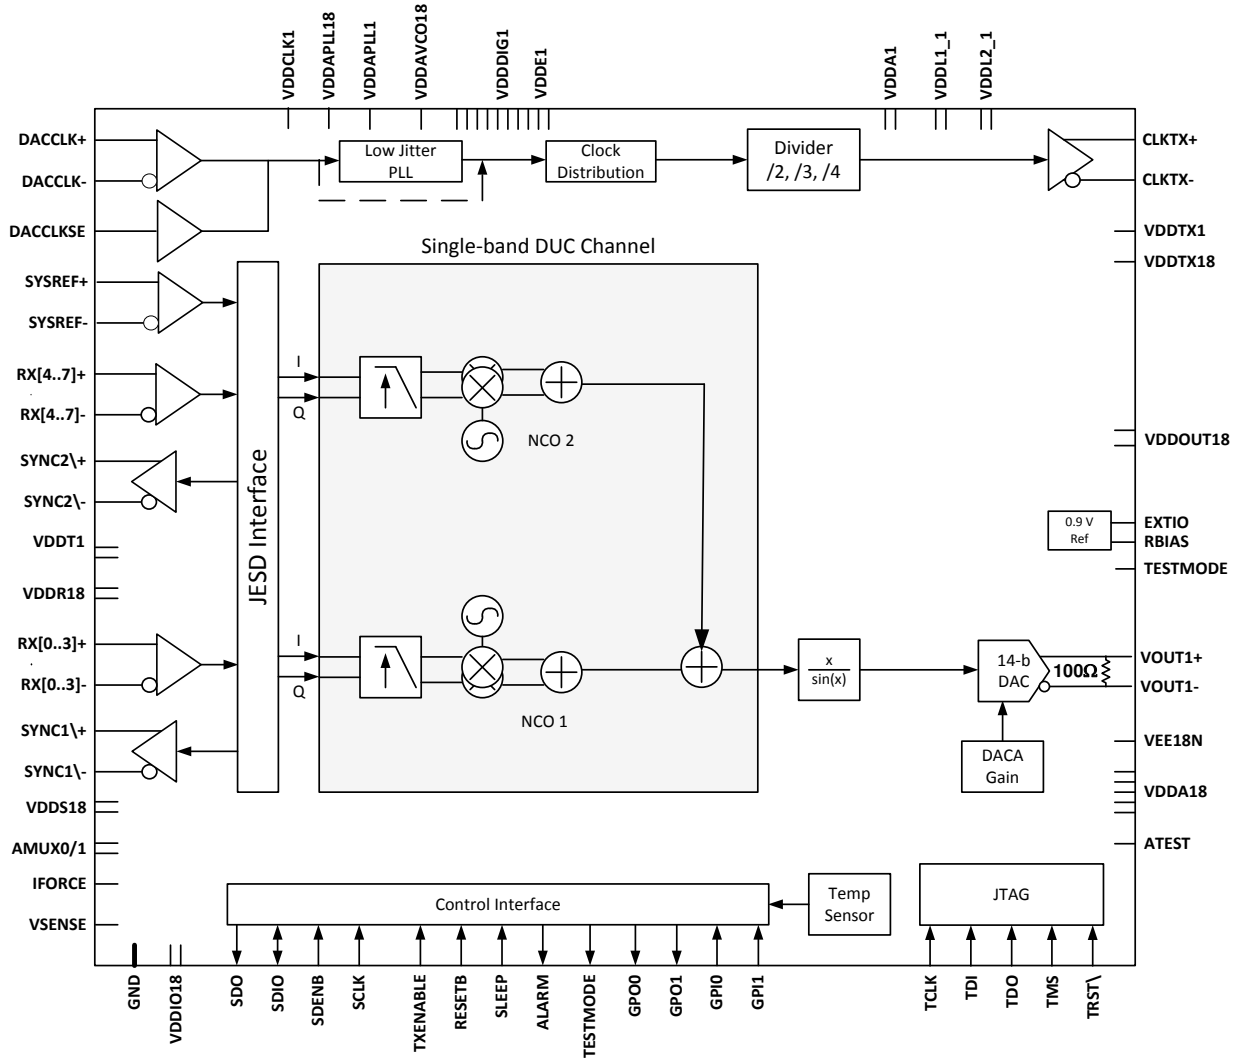 VDDCLK1
VDDAPLL18
VDDAPLL1
VDDAVCO18
VDDDIG1
VDDE1
VDDA1
VDDL1_1
VDDL2_1
DACCLK+
DACCLK-
DACCLKSE
SYSREF+
SYSREF-
RX[4..7]+
RX[4..7]-
SYNC2\+
SYNC2\-
VDDT1
VDDR18
RX[0..3]+
RX[0..3]-
SYNC1\+
SYNC1\-
VDDS18
AMUX0/1
IFORCE
VSENSE
Low Jitter
PLL
Clock
Distribution
Divider
/2, /3, /4
Single-band DUC Channel
JESD Interface
I
Q
NCO 2
I
Q
NCO 1
x
sin(x)
14-b
DAC
100Ω
DACA
Gain
0.9 V
Ref
CLKTX+
CLKTX-
VDDTX1
VDDTX18
VDDOUT18
EXTIO
RBIAS
TESTMODE
VOUT1+
VOUT1-
VEE18N
VDDA18
ATEST
Control Interface
Temp
Sensor
JTAG
GND
VDDIO18
SDO
SDIO
SDENB
SCLK
TXENABLE
RESETB
SLEEP
ALARM
TESTMODE
GPO0
GPO1
GPI0
GPI1
TCLK
TDI
TDO
TMS
TRST\